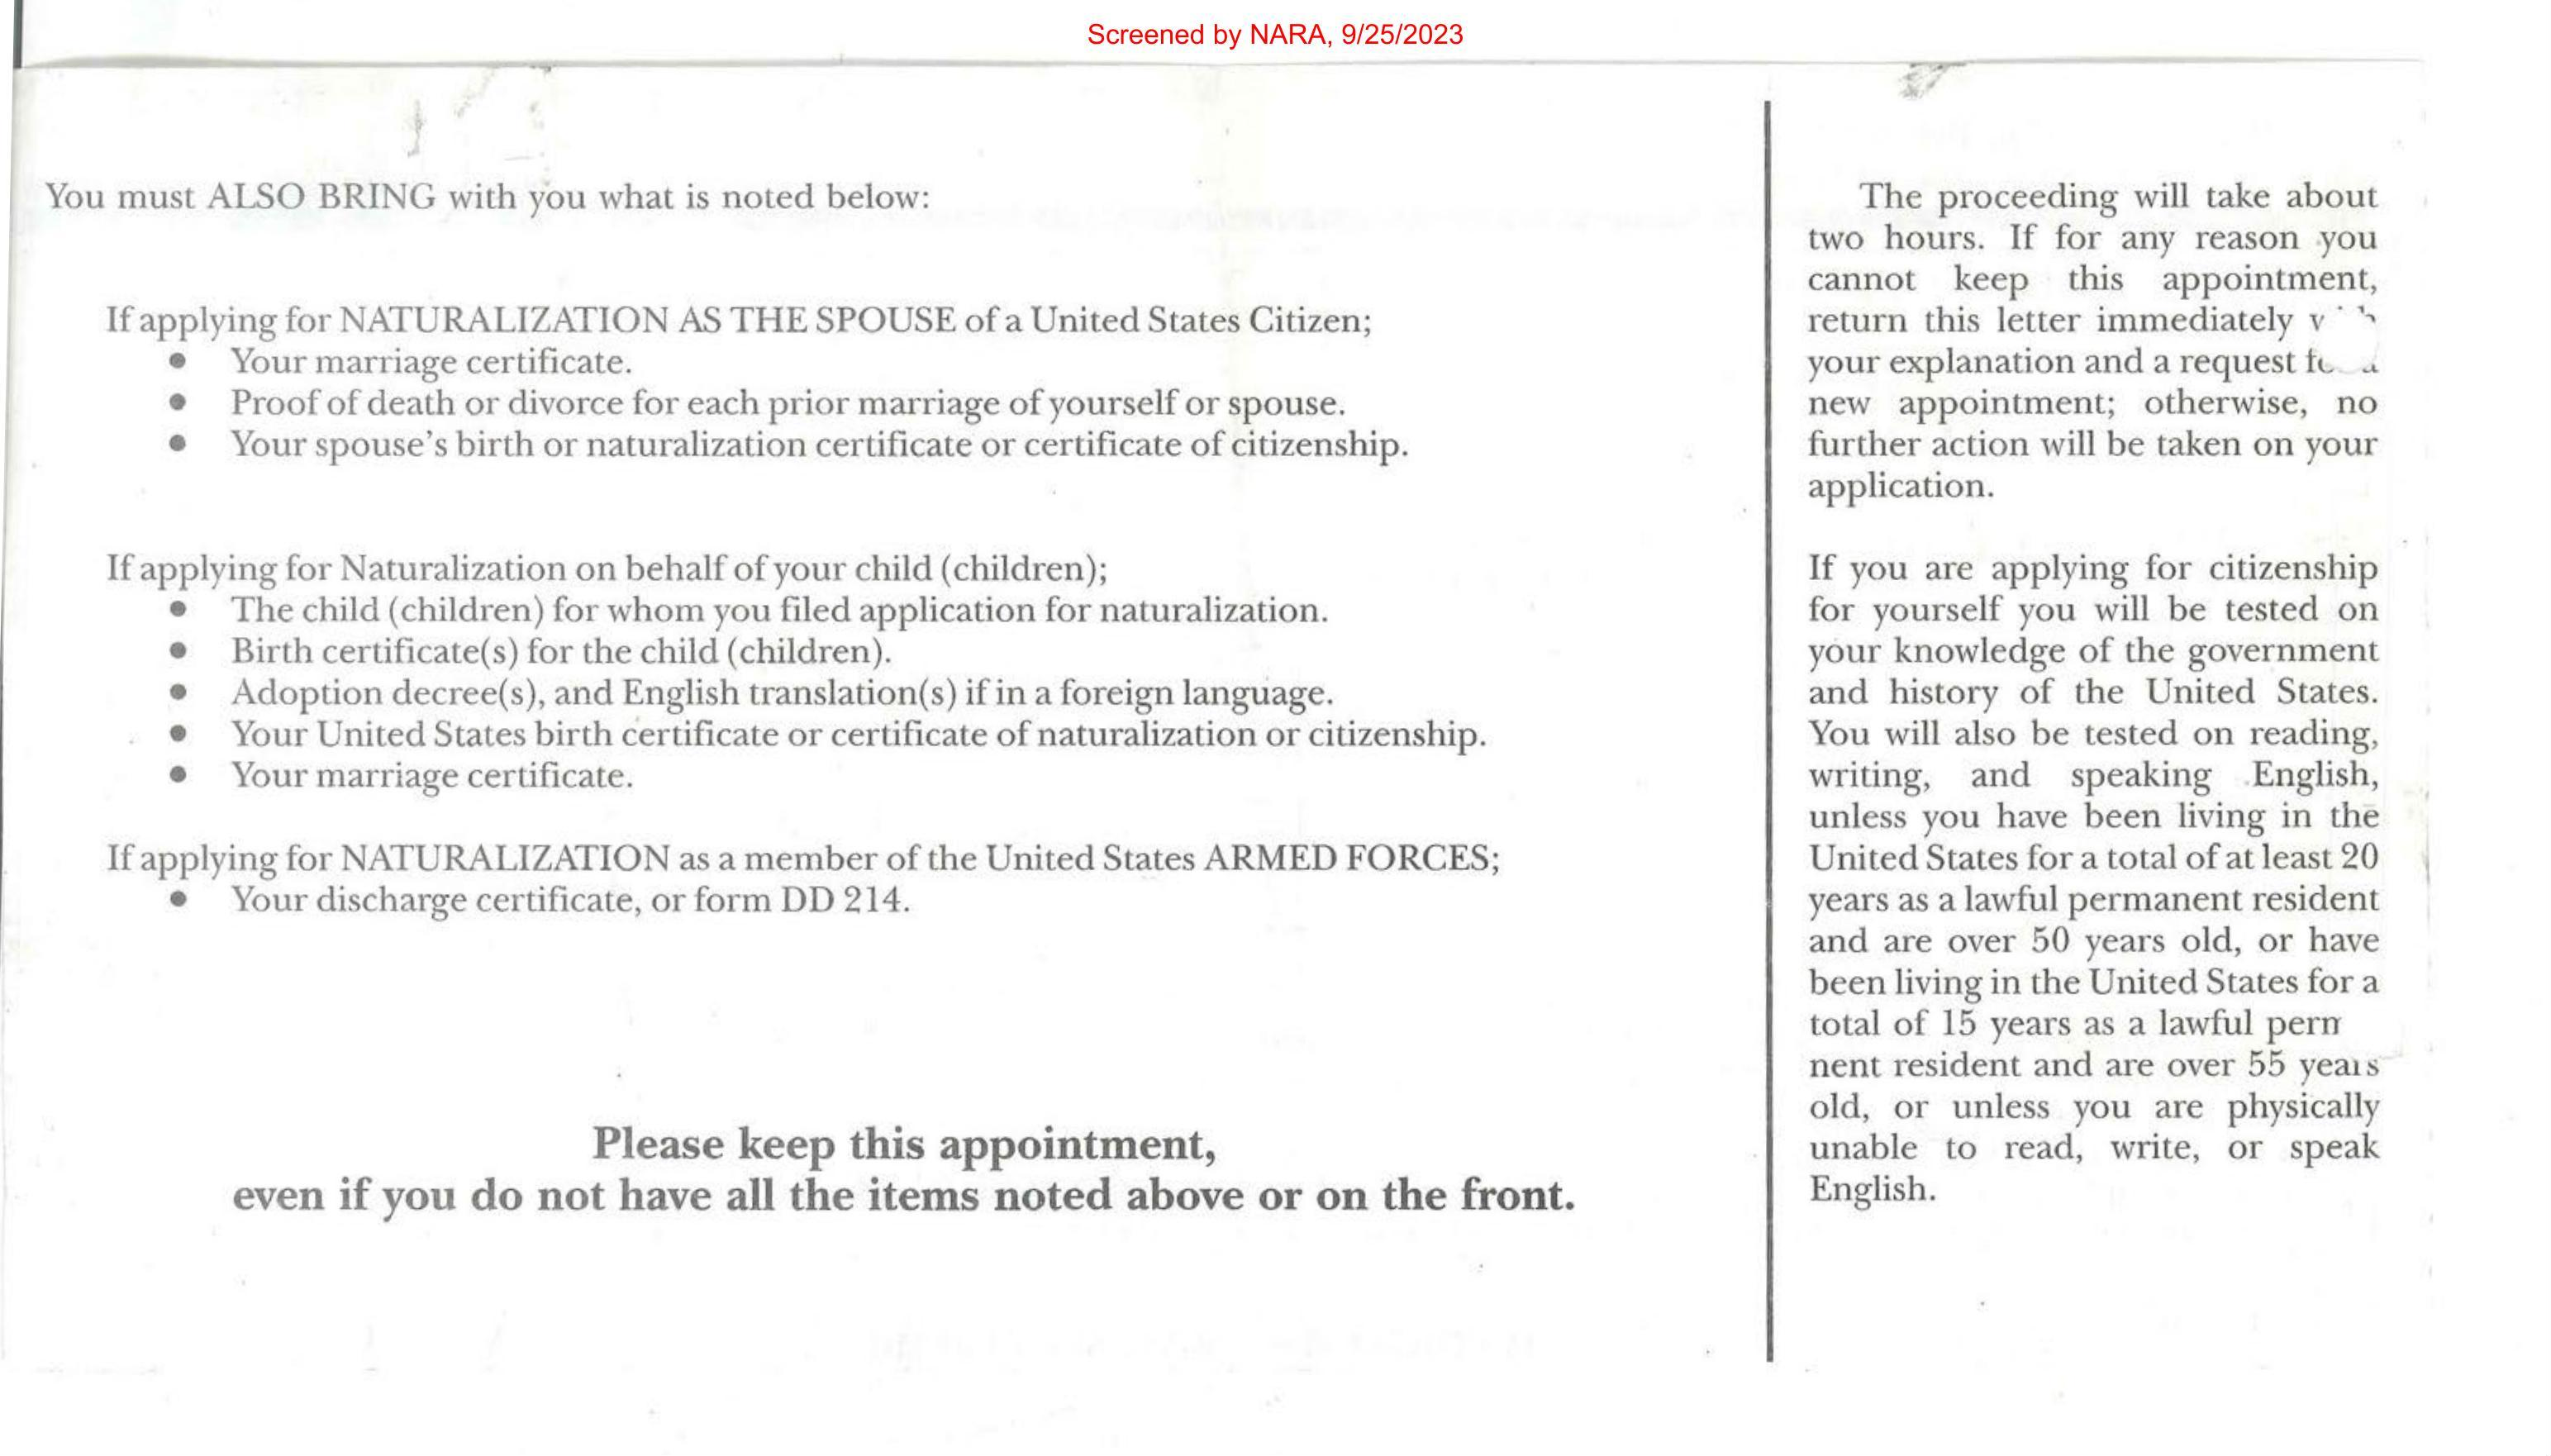 Screened by NARA, 9/25/2023
You must ALSO BRING with you what is noted below:
If applying for NATURALIZATION AS THE SPOUSE of a United States Citizen;
● Your marriage certificate.
● Proof of death or divorce for each prior marriage of yourself or spouse.
● Your spouse's birth or naturalization certificate or certificate of citizenship.
If applying for Naturalization on behalf of your child (children);
● The child (children) for whom you filed application for naturalization.
● Birth certificate(s) for the child (children).
● Adoption decree(s), and English translation(s) if in a foreign language.
● Your United States birth certificate or certificate of naturalization or citizenship.
● Your marriage certificate.
If applying for NATURALIZATION as a member of the United States ARMED FORCES;
● Your discharge certificate, or form DD 214.
Please keep this appointment,
even if you do not have all the items noted above or on the front.
The proceeding will take about
two hours. If for any reason you
cannot keep this appointment,
return this letter immediately
your explanation and a request
new appointment; otherwise, no
further action will be taken on your
application.
If you are applying for citizenship
for yourself you will be tested on
your knowledge of the government
and history of the United States.
You will also be tested on reading,
writing, and speaking English,
unless you have been living in the
United States for a total of at least 20
years as a lawful permanent resident
and are over 50 years old, or have
been living in the United States for a
total of 15 years as a lawful
nent resident and are over 55 years
old, or unless you are physically
unable to read, write, or speak
English.